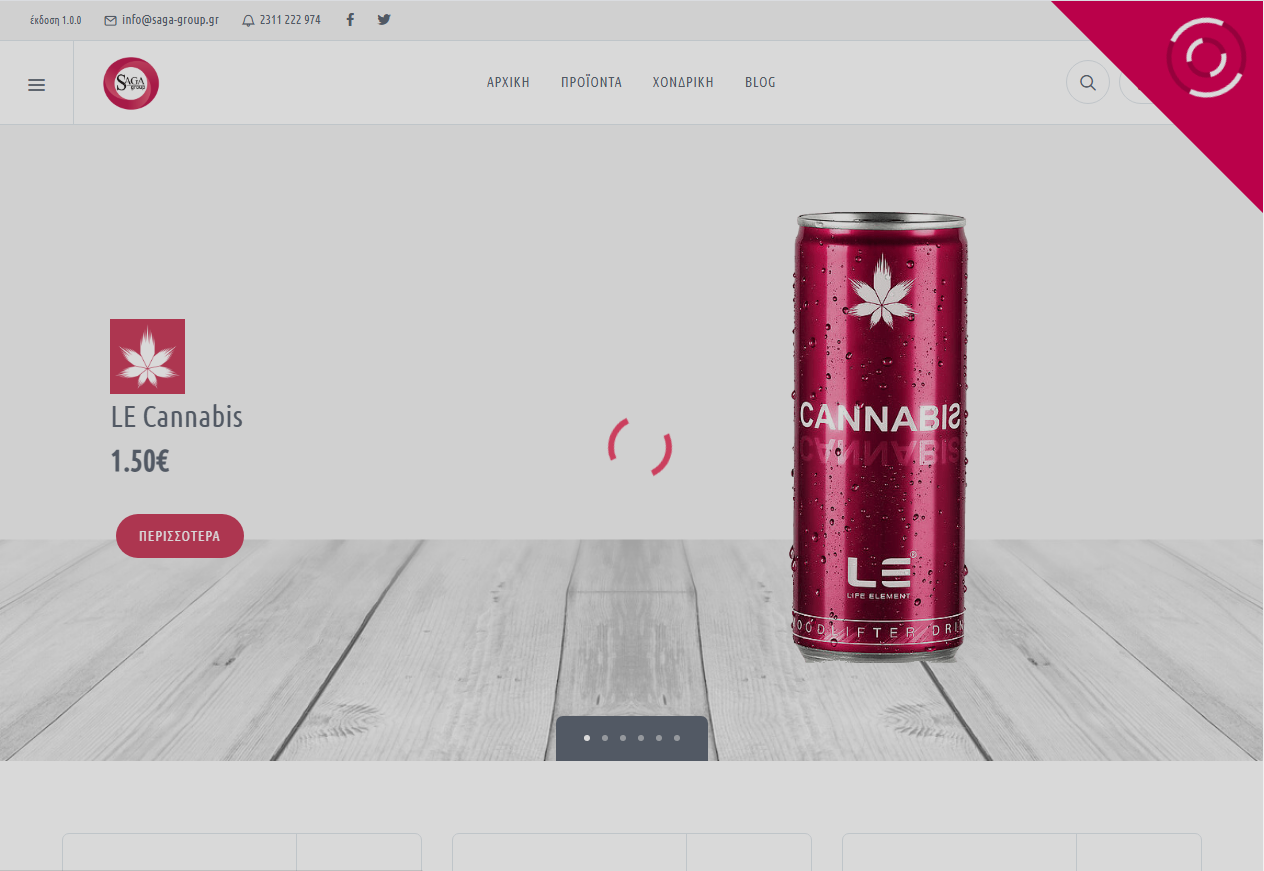 έκδοση 1.0.0
info@saga-group.gr
2311 222 974
SAGA
group
ΑΡΧΙΚΗ
ΠΡΟΪΟΝΤΑ
ΧΟΝΔΡΙΚΗ
BLOG
LE Cannabis
1.50€
ΠΕΡΙΣΣΟΤΕΡΑ
CANNABIS
LE®
LIFE ELEMENT
OODLIFTER DRIN